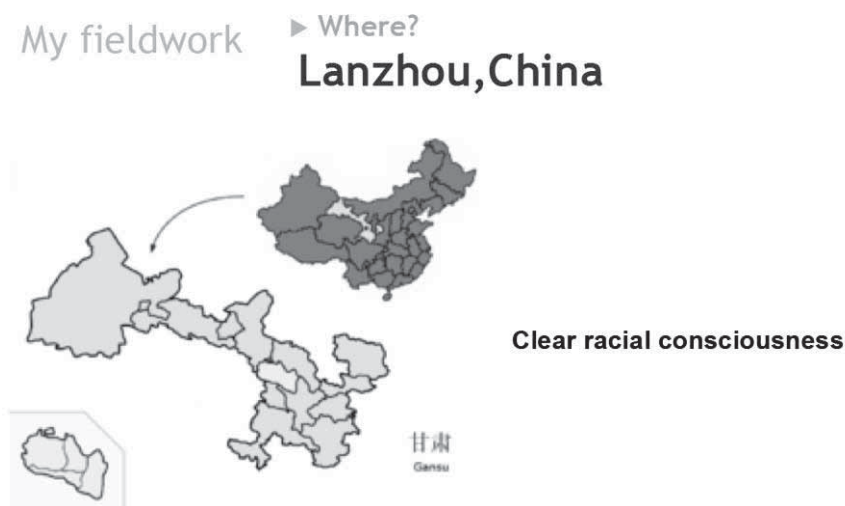 My fieldwork
▶ Where?
Lanzhou,China
Clear racial consciousness
甘肃
Gansu